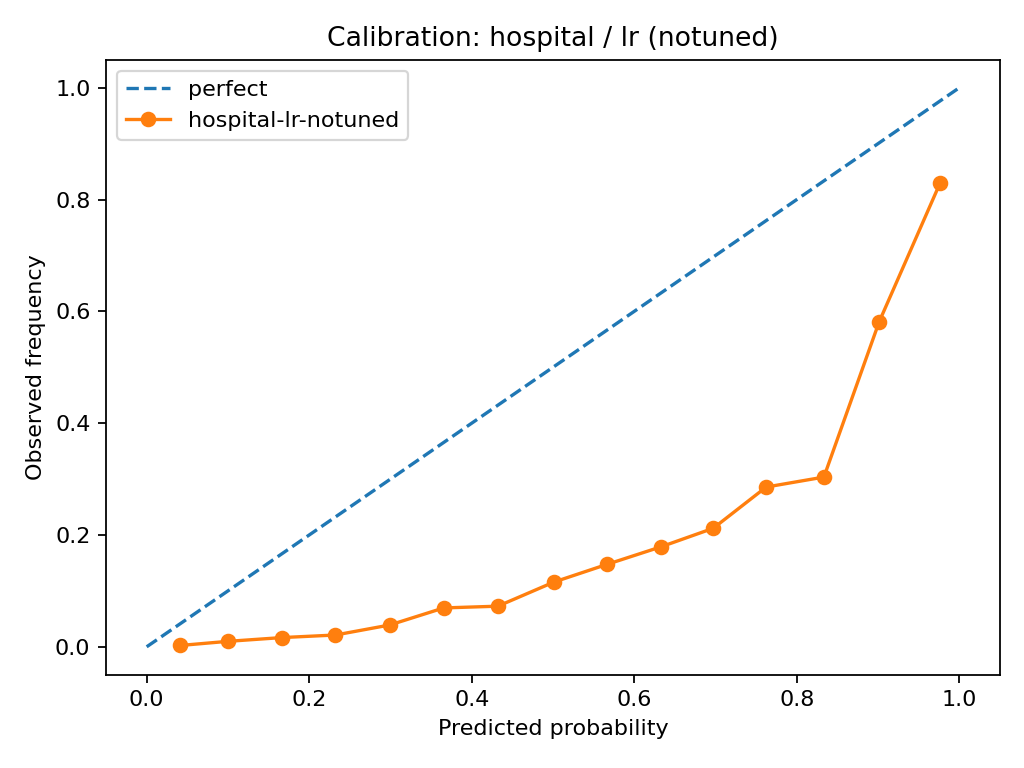 Calibration: hospital / lr (notuned)
perfect
hospital-lr-notuned
1.0
0.8
0.6
0.4
0.2
0.0
Observed frequency
0.0 0.2 0.4 0.6 0.8 1.0
Predicted probability